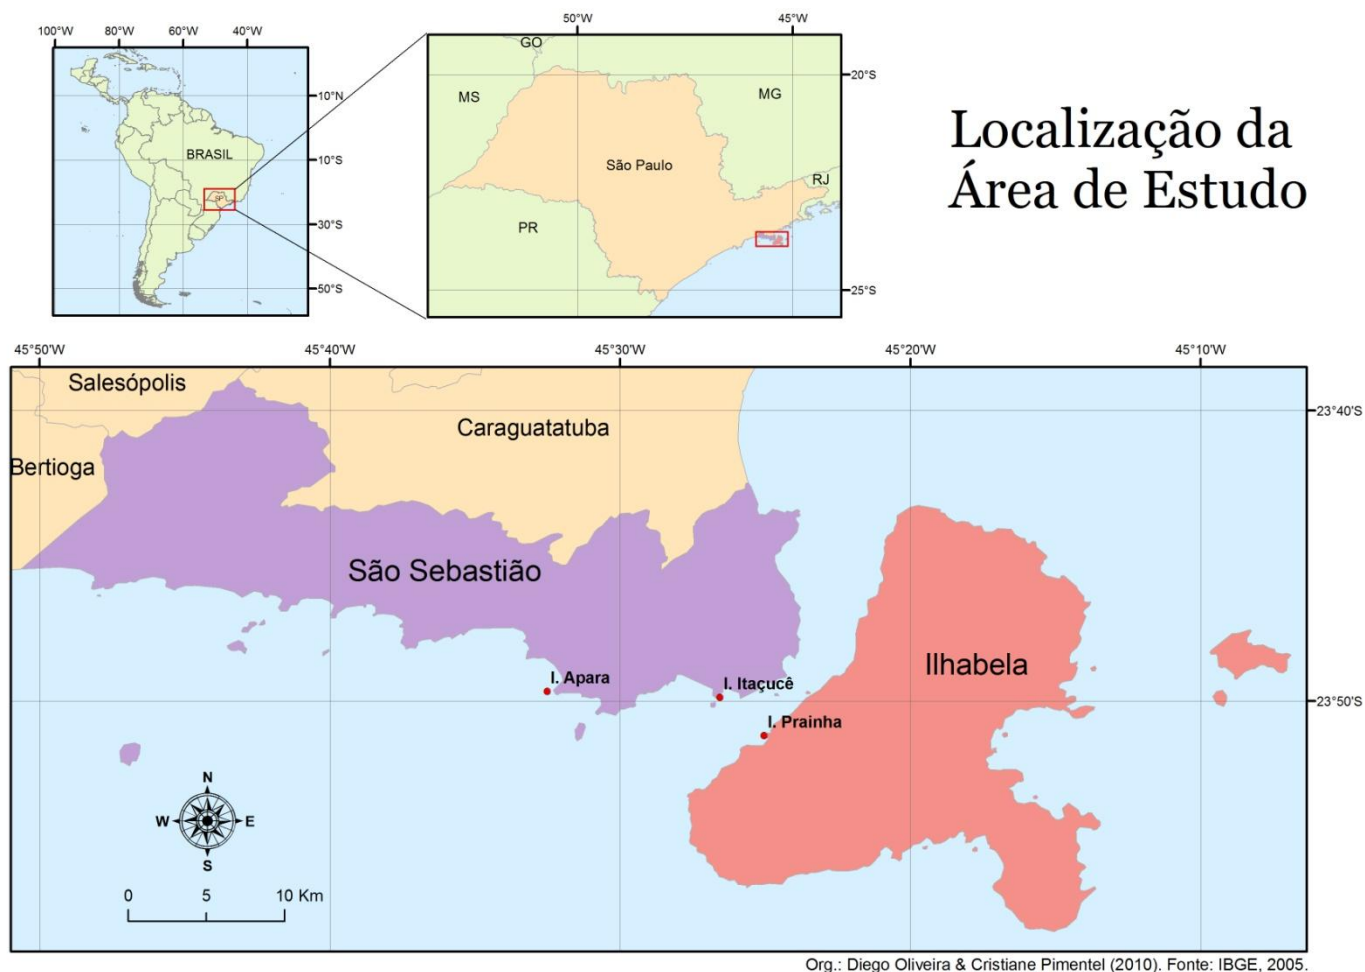 100°W 80°W 60°W 40°W
10°N
BRASIL
10°S
SP
30°S
50°S
50°W 45°W
GO
20°S
MS
MG
São Paulo
RJ
PR
25°S
Localização da
Área de Estudo
45°50'W 45°40'W 45°30'W 45°20'W 45°10'W
Salesópolis
23°40'S
Caraguatatuba
Bertioga
São Sebastião
Ilhabela
I. Apara
I. Itaçucê
23°50'S
I. Prainha
N
W E
S
0 5 10 Km
Org.: Diego Oliveira & Cristiane Pimentel (2010). Fonte: IBGE, 2005.